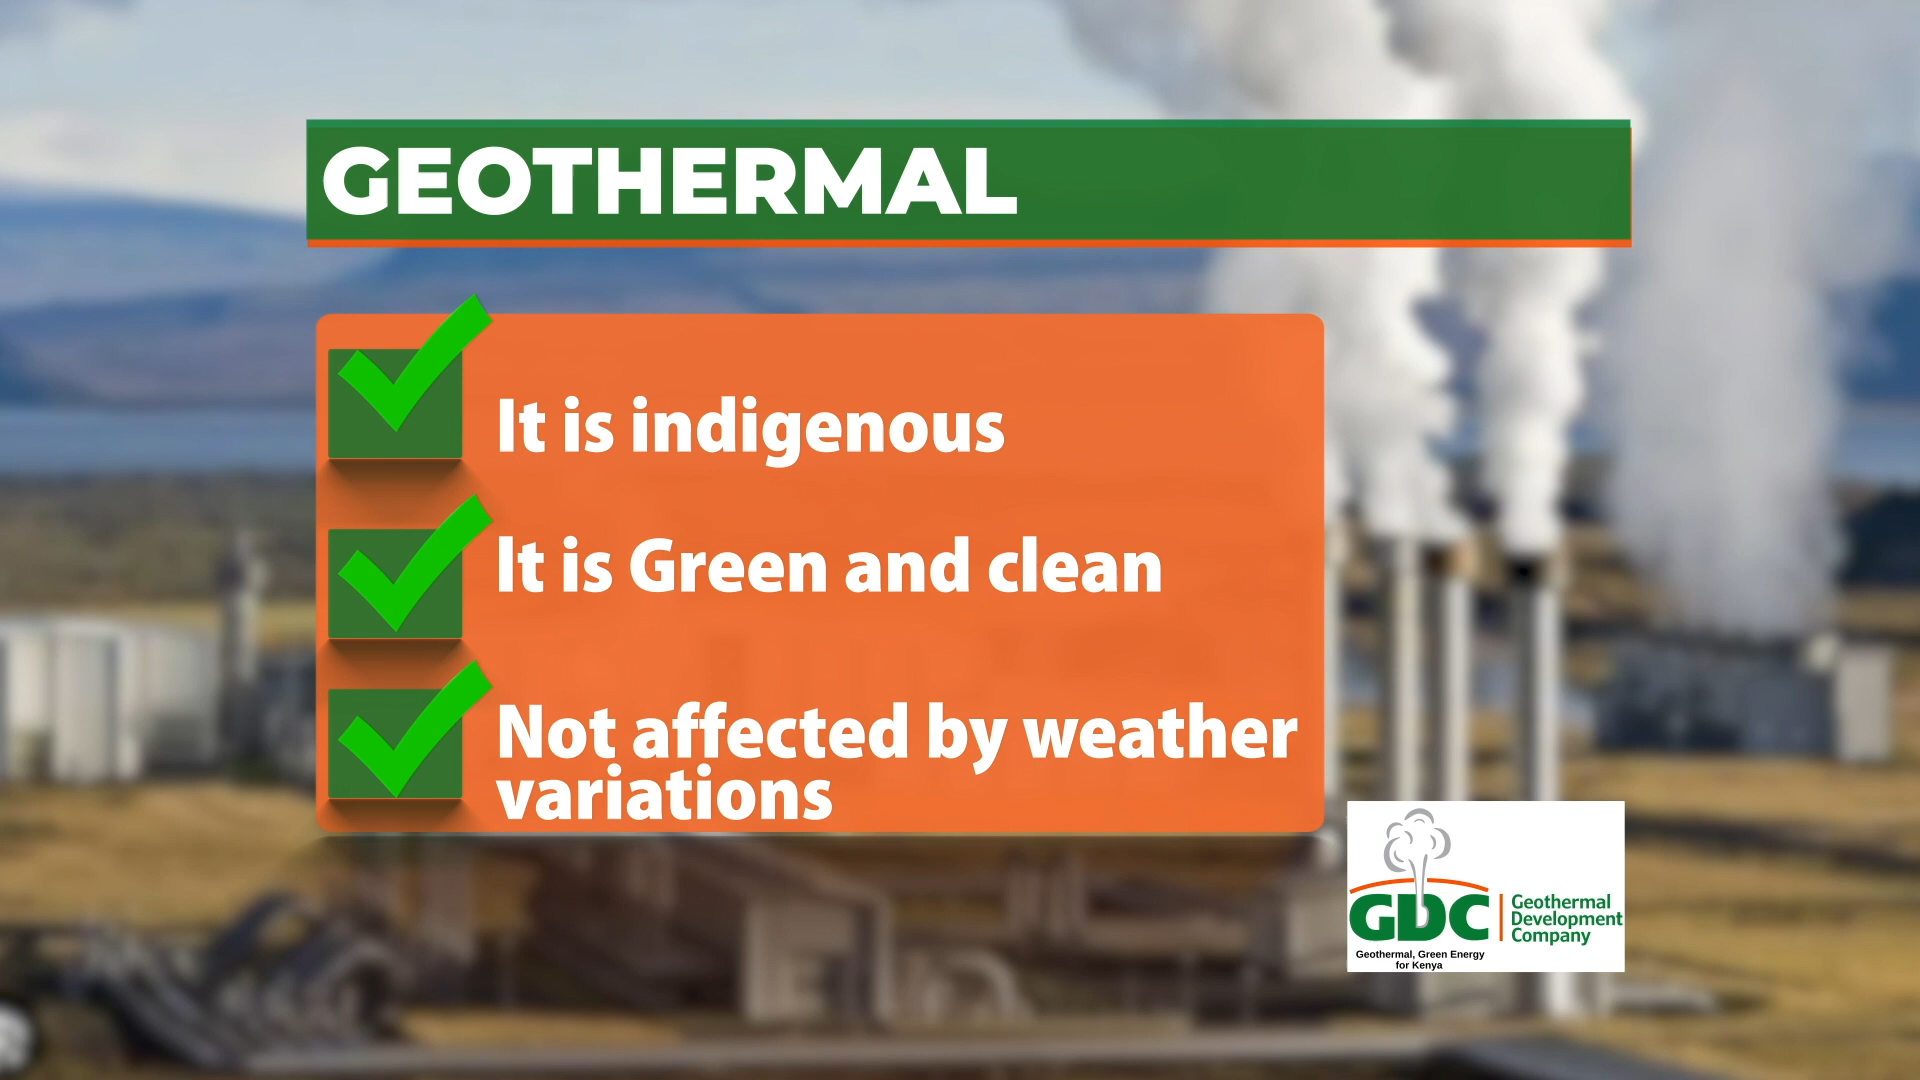 GEOTHERMAL
It is indigenous
It is Green and clean
Not affected by weather
variations
GDC
Geothermal
Development
Company
Geothermal, Green Energy
for Kenya